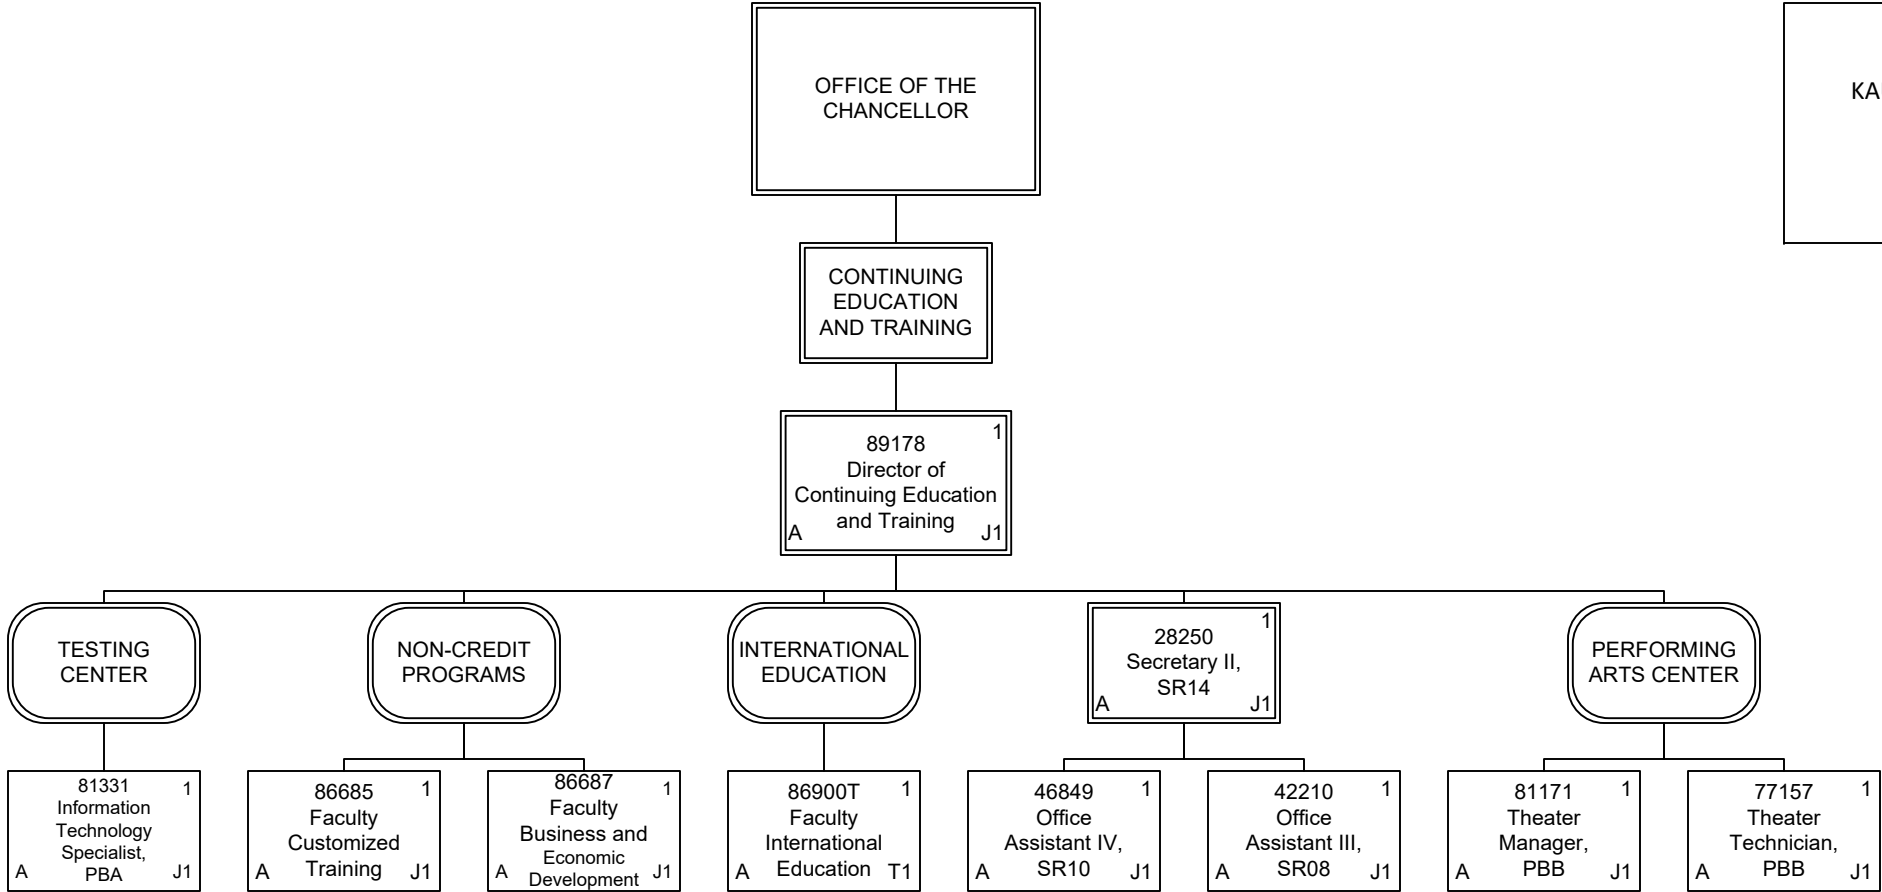 OFFICE OF THE
CHANCELLOR
KA
CONTINUING
EDUCATION
AND TRAINING
89178 1
Director of
Continuing Education
and Training
A J1
TESTING
CENTER
NON-CREDIT
PROGRAMS
INTERNATIONAL
EDUCATION
28250 1
Secretary II,
SR14
A J1
PERFORMING
ARTS CENTER
81331 1
Information
Technology
Specialist,
PBA
A J1
86685 1
Faculty
Customized
Training
A J1
86687 1
Faculty
Business and
Economic
Development
A J1
86900T 1
Faculty
International
Education
A T1
46849 1
Office
Assistant IV,
SR10
A J1
42210 1
Office
Assistant III,
SR08
A J1
81171 1
Theater
Manager,
PBB
A J1
77157 1
Theater
Technician,
PBB
A J1